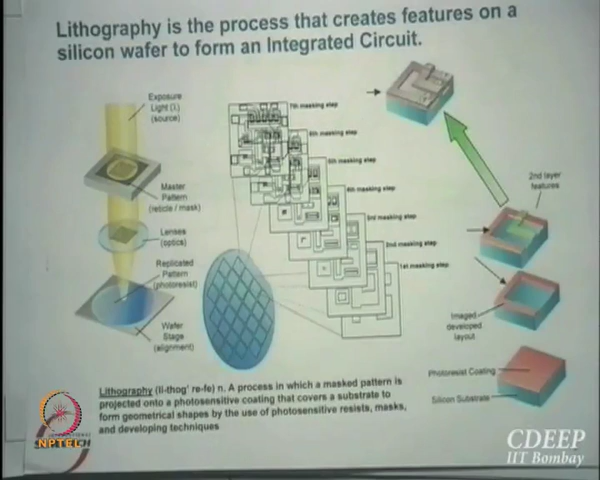 Lithography is the process that creates features on a
silicon wafer to form an Integrated Circuit.
Exposure
Light (λ)
(source)
Master
Pattern
(reticle / mask)
Lenses
(optics)
Replicated
Pattern
(photoresist)
Wafer
Stage
(alignment)
7th masking step
6th masking step
5th masking step
4th masking step
3rd masking step
2nd masking step
1st masking step
2nd layer
features
Imaged
developed
layout
Photoresist Coating
Silicon Substrate
Lithography (li-thog' re-fe) n. A process in which a masked pattern is
projected onto a photosensitive coating that covers a substrate to
form geometrical shapes by the use of photosensitive resists, masks,
and developing techniques
NPTEL
CDEEP
IIT Bombay